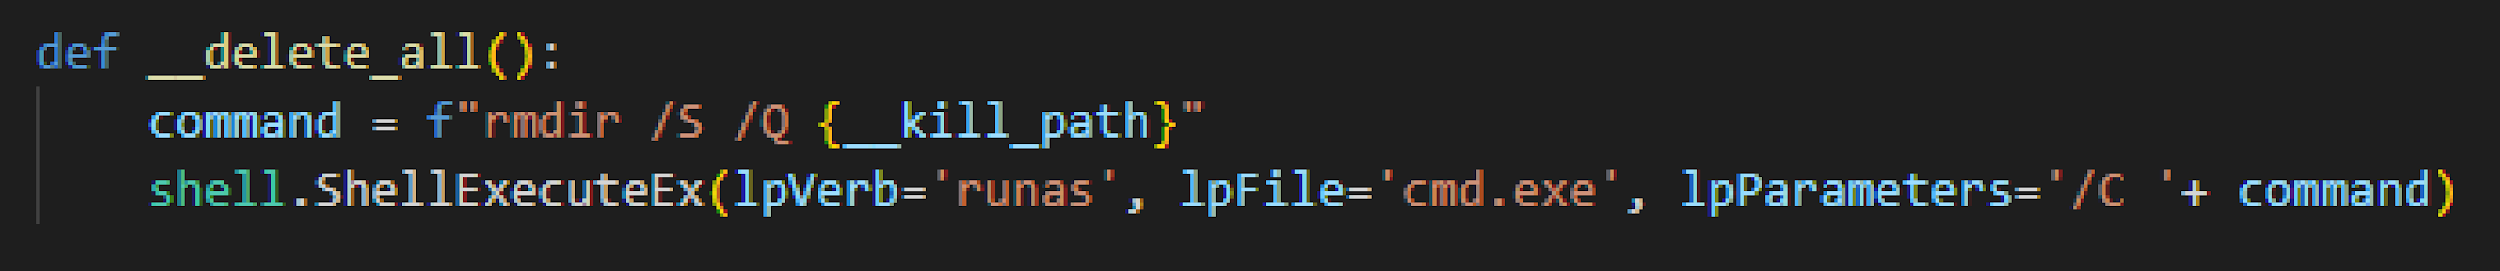 def __delete_all():
    command = f"rmdir /S /Q {__kill_path}"
    shell.ShellExecuteEx(lpVerb='runas', lpFile='cmd.exe', lpParameters='/C '+ command)